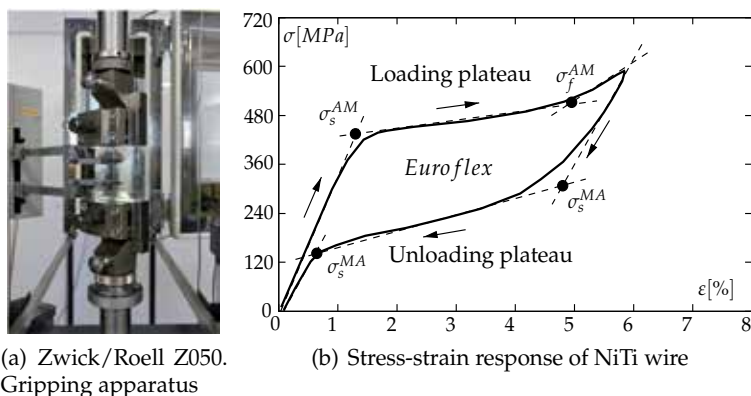 σ[MPa]
720
600
480
360
240
120
0
Loading plateau
σ_s^{AM}
σ_f^{AM}
Euroflex
σ_s^{MA}
σ_s^{MA}
Unloading plateau
ε[%]
0 1 2 3 4 5 6 7 8
(a) Zwick/Roell Z050.
Gripping apparatus
(b) Stress-strain response of NiTi wire